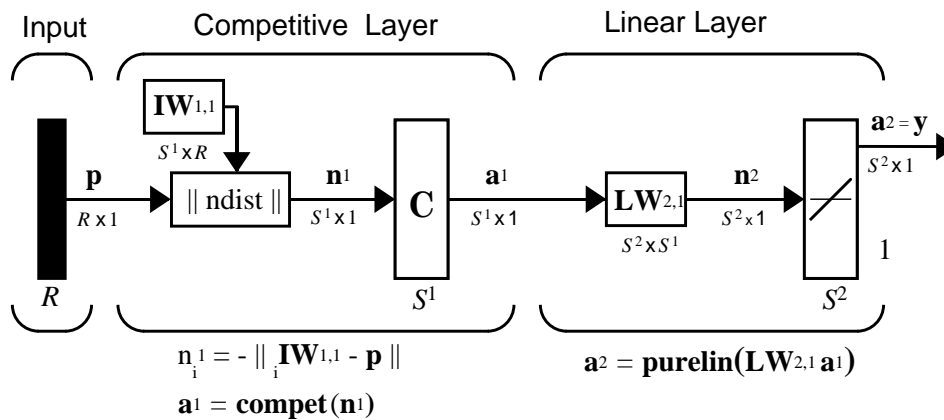 Input Competitive Layer Linear Layer
IW1,1
S1 x R
p n1 a1 n2 a2 = y
|| ndist || C LW2,1
R x 1 S1 x 1 S1 x 1 S2 x 1 S2 x 1
S2 x S1
1
R S1 S2
ni1 = - || iIW1,1 - p ||
a2 = purelin(LW2,1 a1)
a1 = compet(n1)